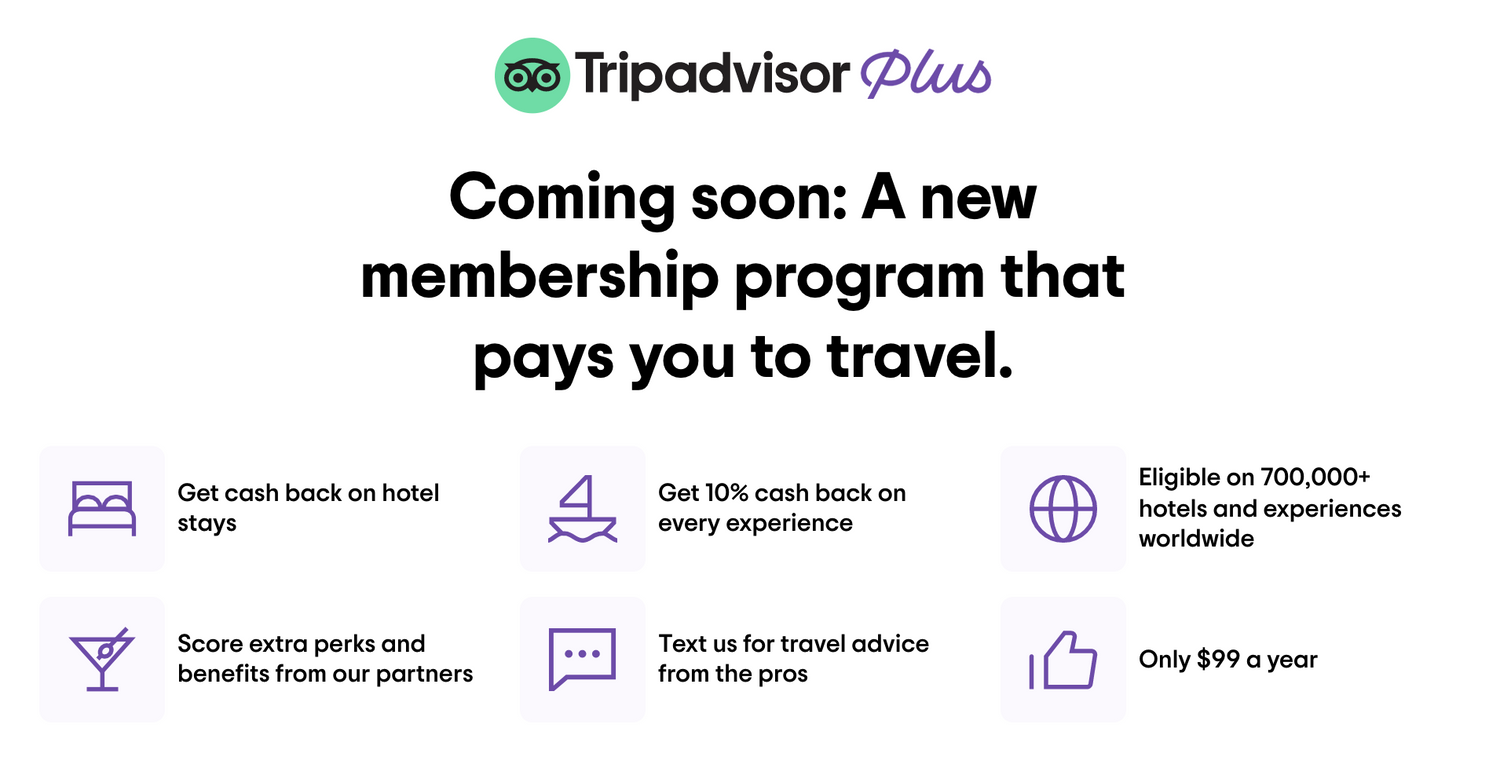 Tripadvisor Plus
Coming soon: A new
membership program that
pays you to travel.
Get cash back on hotel
stays
Get 10% cash back on
every experience
Eligible on 700,000+
hotels and experiences
worldwide
Score extra perks and
benefits from our partners
Text us for travel advice
from the pros
Only $99 a year